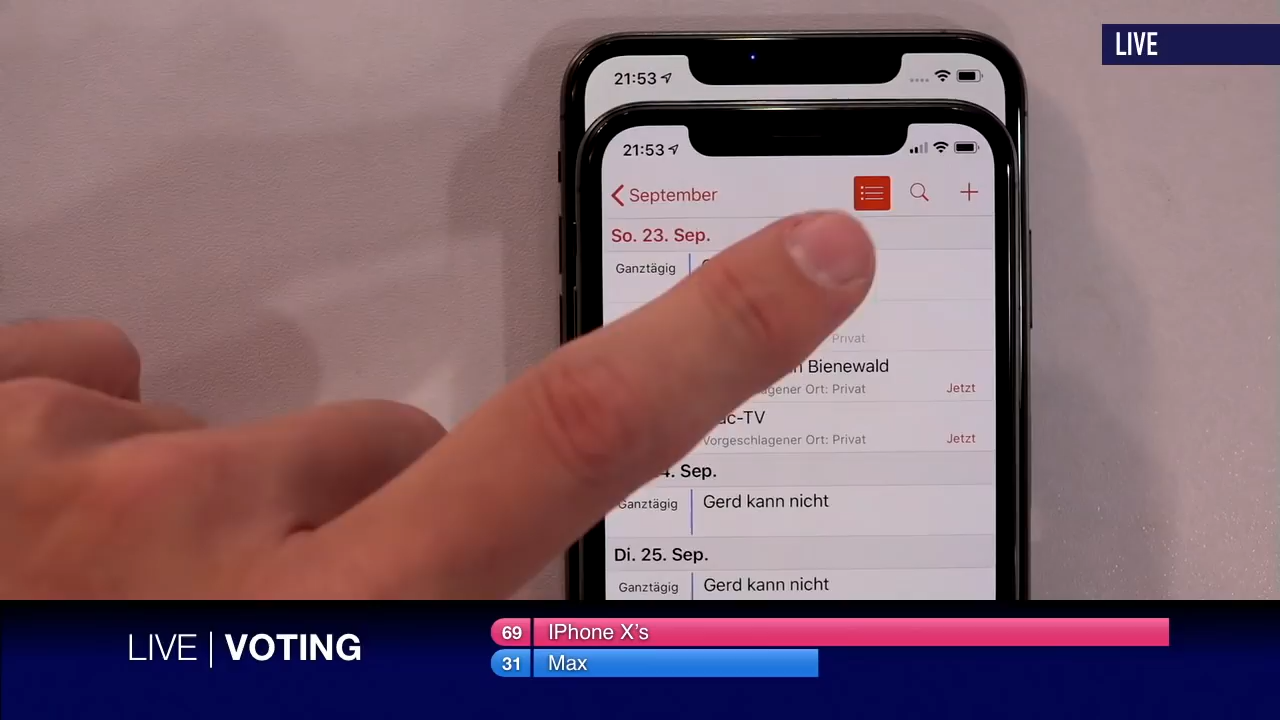 LIVE
21:53
21:53
September
So. 23. Sep.
Ganztägig
Privat
Bienewald
Ort: Privat
Jetzt
Vorgeschlagener Ort: Privat
Jetzt
Sep.
Ganztägig
Gerd kann nicht
Di. 25. Sep.
Ganztägig
Gerd kann nicht
LIVE | VOTING
69 IPhone X's
31 Max